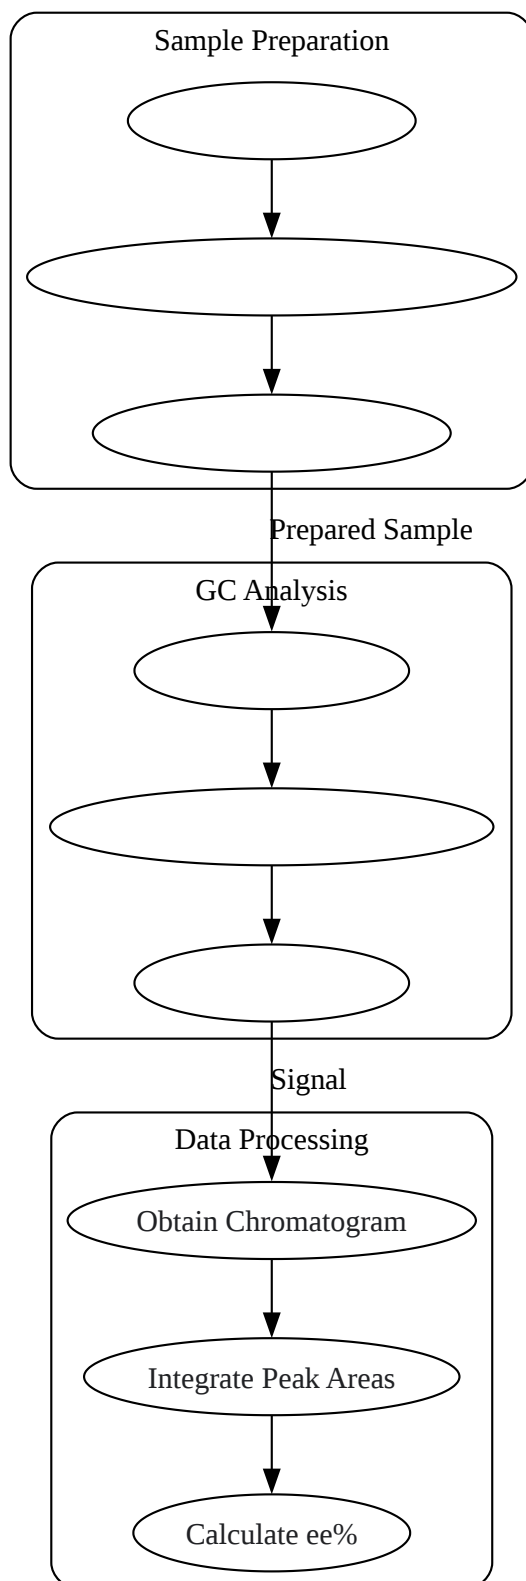 Sample Preparation
Prepared Sample
GC Analysis
Signal
Data Processing
Obtain Chromatogram
Integrate Peak Areas
Calculate ee%